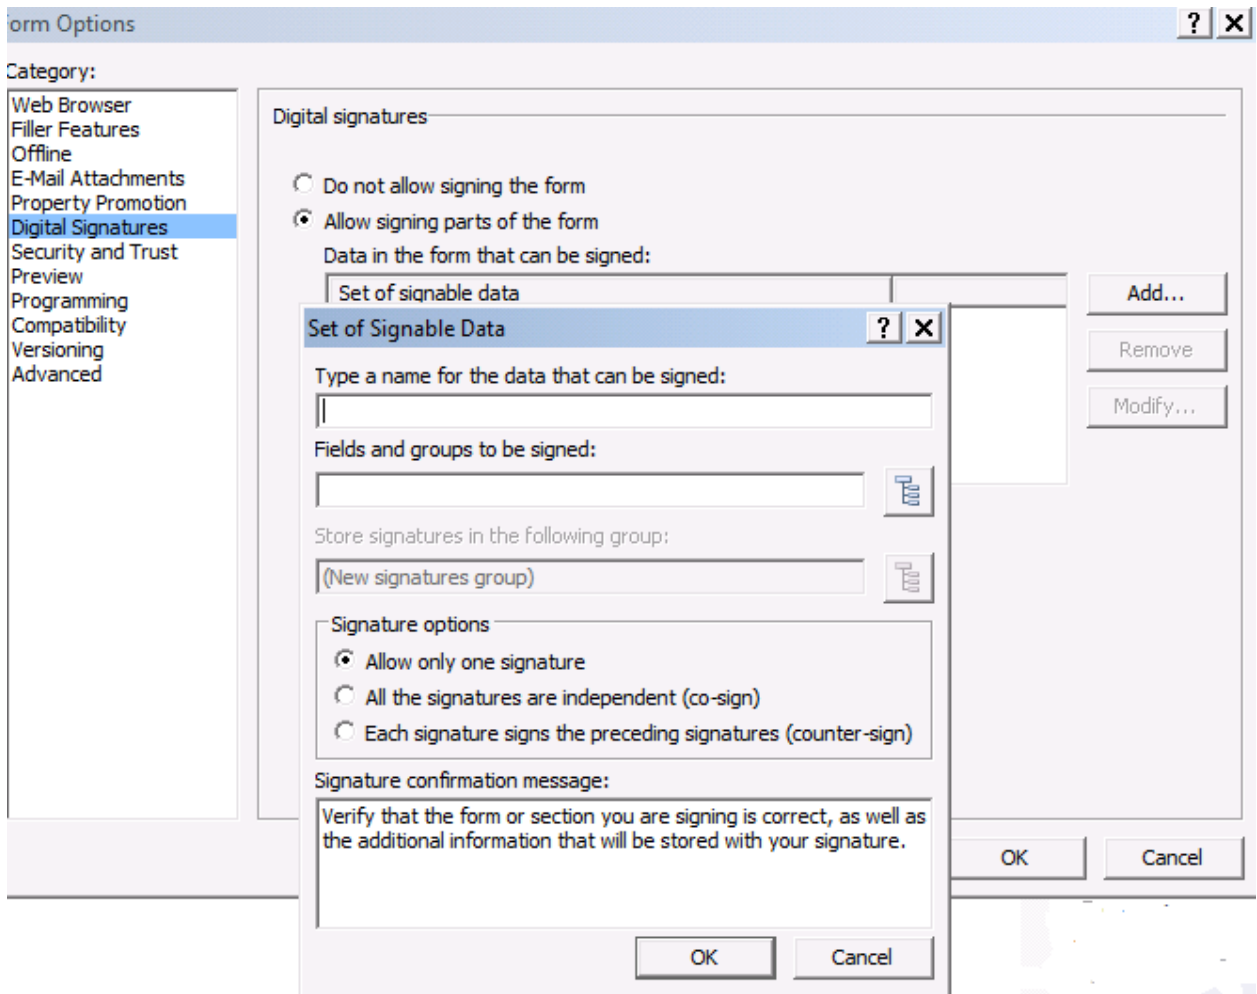 orm Options
Category:
Web Browser
Filler Features
Offline
E-Mail Attachments
Property Promotion
Digital Signatures
Security and Trust
Preview
Programming
Compatibility
Versioning
Advanced
Digital signatures
Do not allow signing the form
Allow signing parts of the form
Data in the form that can be signed:
Set of signable data
Add...
Remove
Modify...
Set of Signable Data
Type a name for the data that can be signed:
Fields and groups to be signed:
Store signatures in the following group:
(New signatures group)
Signature options
Allow only one signature
All the signatures are independent (co-sign)
Each signature signs the preceding signatures (counter-sign)
Signature confirmation message:
Verify that the form or section you are signing is correct, as well as
the additional information that will be stored with your signature.
OK
Cancel
OK
Cancel